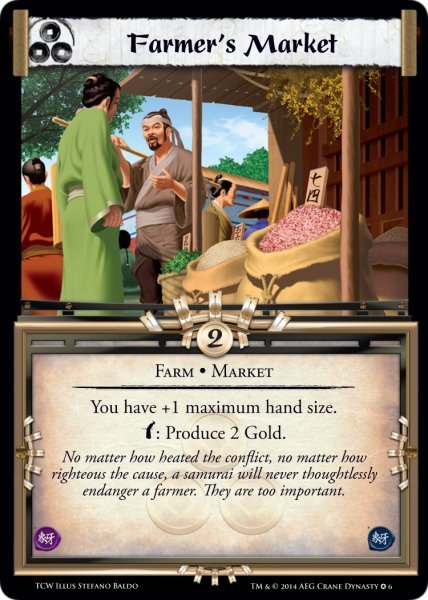 Farmer's Market
七
四
2
Farm • Market
You have +1 maximum hand size.
: Produce 2 Gold.
No matter how heated the conflict, no matter how
righteous the cause, a samurai will never thoughtlessly
endanger a farmer. They are too important.
TCW Illus Stefano Baldo
TM & © 2014 AEG Crane Dynasty ✪ 6